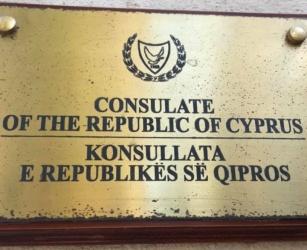 CONSULATE
OF THE REPUBLIC OF CYPRUS
KONSULLATA
E REPUBLIKËS SË QIPROS